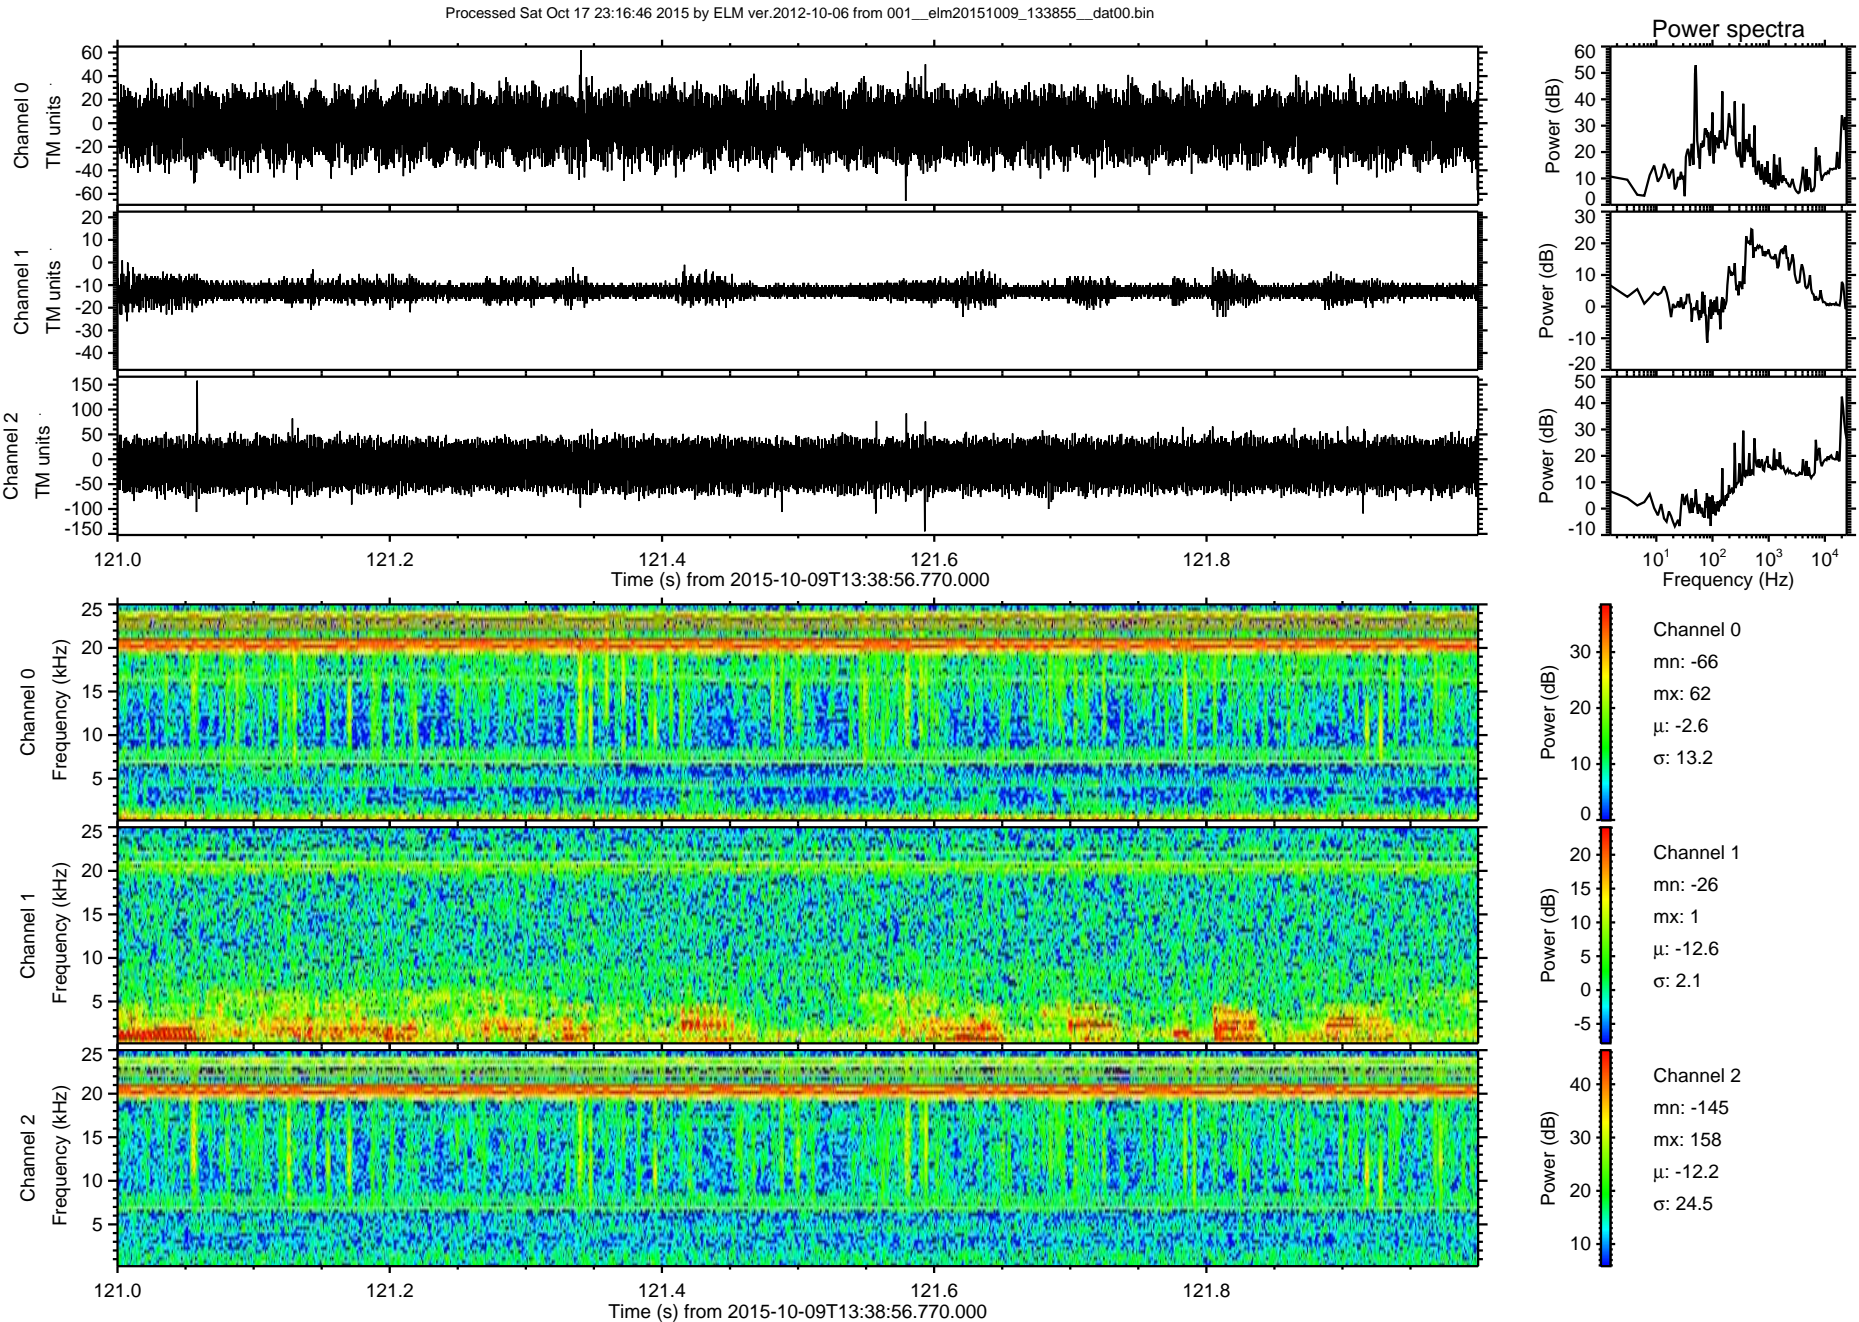 Processed Sat Oct 17 23:16:46 2015 by ELM ver.2012-10-06 from 001__elm20151009_133855__dat00.bin
Power spectra
Channel 0
TM units
60
40
20
0
-20
-40
-60
Power (dB)
60
50
40
30
20
10
0
Channel 1
TM units
20
10
0
-10
-20
-30
-40
Power (dB)
30
20
10
0
-10
-20
Channel 2
TM units
150
100
50
0
-50
-100
-150
Power (dB)
50
40
30
20
10
0
-10
121.0 121.2 121.4 121.6 121.8
Time (s) from 2015-10-09T13:38:56.770.000
10^1 10^2 10^3 10^4
Frequency (Hz)
Channel 0
Frequency (kHz)
25
20
15
10
5
Power (dB)
30
20
10
0
Channel 0
mn: -66
mx: 62
μ: -2.6
σ: 13.2
Channel 1
Frequency (kHz)
25
20
15
10
5
Power (dB)
20
15
10
5
0
-5
Channel 1
mn: -26
mx: 1
μ: -12.6
σ: 2.1
Channel 2
Frequency (kHz)
25
20
15
10
5
Power (dB)
40
30
20
10
Channel 2
mn: -145
mx: 158
μ: -12.2
σ: 24.5
121.0 121.2 121.4 121.6 121.8
Time (s) from 2015-10-09T13:38:56.770.000